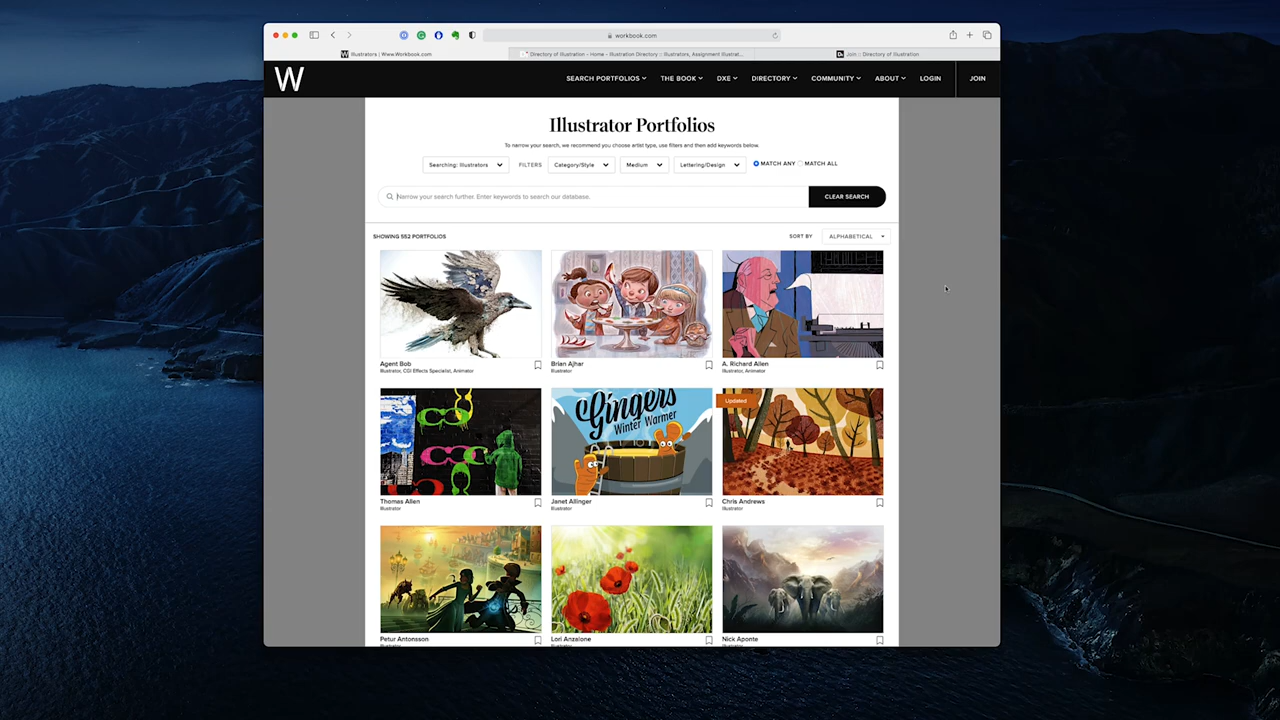 workbook.com
W Illustrators | Www.Workbook.com
Directory of Illustration - Home - Illustration Directory :: Illustrators, Assignment Illustrat...
Join :: Directory of Illustration
W
SEARCH PORTFOLIOS THE BOOK DXE DIRECTORY COMMUNITY ABOUT LOGIN JOIN
Illustrator Portfolios
To narrow your search, we recommend you choose artist type, use filters and then add keywords below.
Searching: Illustrators FILTERS Category/Style Medium Lettering/Design MATCH ANY MATCH ALL
Narrow your search further. Enter keywords to search our database. CLEAR SEARCH
SHOWING 552 PORTFOLIOS SORT BY ALPHABETICAL
Agent Bob
Illustrator, CGI Effects Specialist, Animator
Brian Ajhar
Illustrator
A. Richard Allen
Illustrator, Animator
Thomas Allen
Illustrator
Gingers
Winter Warmer
Janet Allinger
Illustrator
Updated
Chris Andrews
Illustrator
Petur Antonsson
Lori Anzalone
Nick Aponte